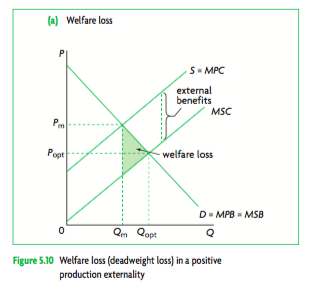 (a) Welfare loss
P
S = MPC
external
benefits
MSC
Pm
Popt
welfare loss
D = MPB = MSB
0
Qm
Qopt
Q
Figure 5.10 Welfare loss (deadweight loss) in a positive
production externality